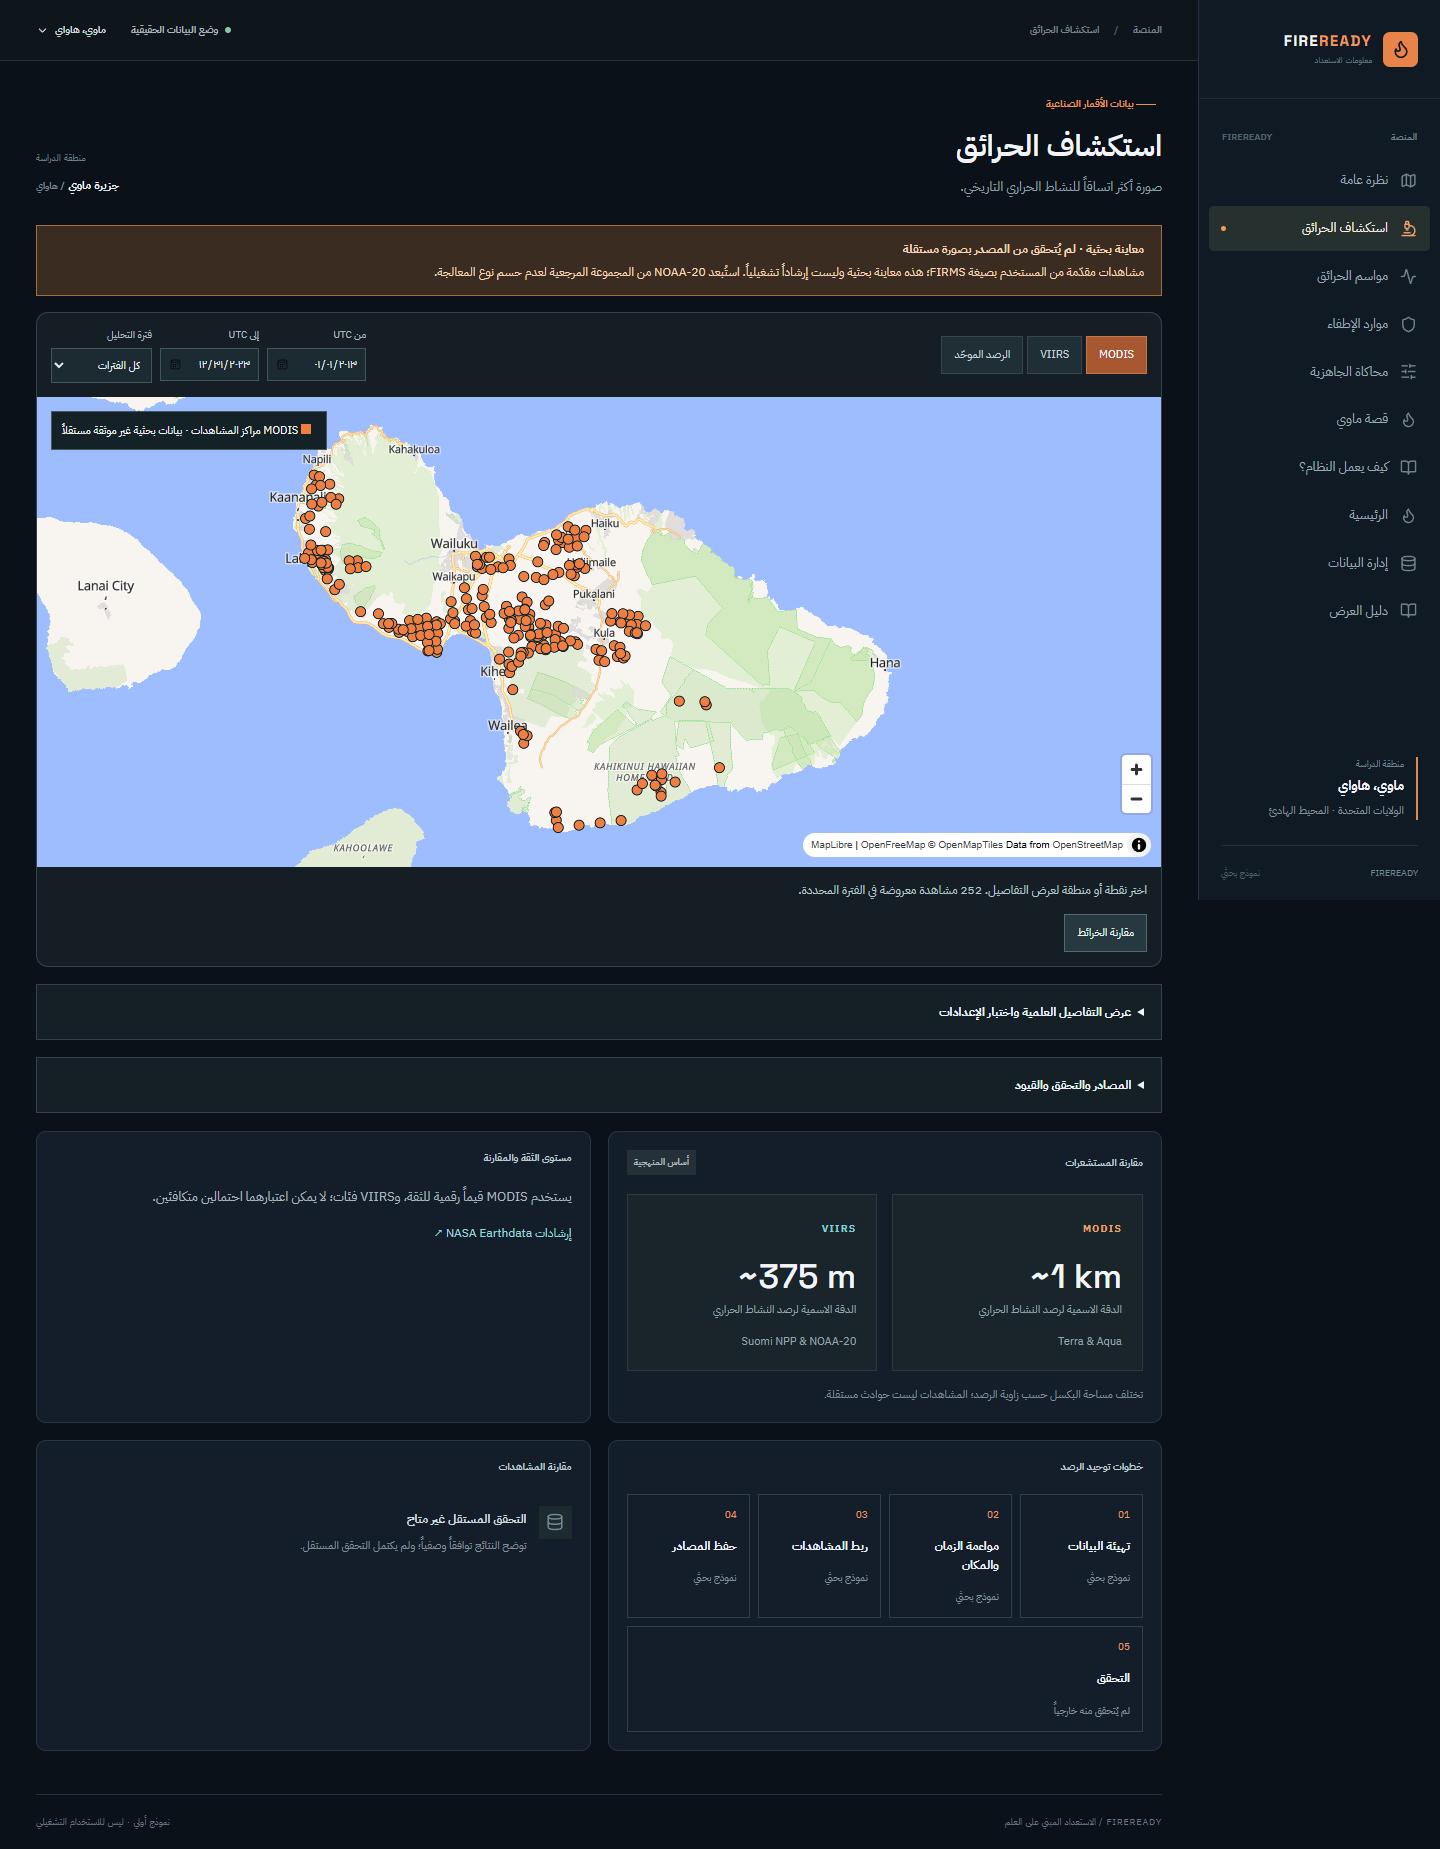 FIREREADY
معلومات الاستعداد
المنصة
FIREREADY
نظرة عامة
استكشاف الحرائق
مواسم الحرائق
موارد الإطفاء
محاكاة الجاهزية
قصة ماوي
كيف يعمل النظام؟
الرئيسية
إدارة البيانات
دليل العرض
منطقة الدراسة
ماوي، هاواي
الولايات المتحدة · المحيط الهادئ
FIREREADY
نموذج بحثي
المنصة / استكشاف الحرائق
وضع البيانات الحقيقية
ماوي، هاواي
بيانات الأقمار الصناعية
استكشاف الحرائق
صورة أكثر اتساقاً للنشاط الحراري التاريخي.
منطقة الدراسة
جزيرة ماوي / هاواي
معاينة بحثية · لم يُتحقق من المصدر بصورة مستقلة
مشاهدات مقدّمة من المستخدم بصيغة FIRMS؛ هذه معاينة بحثية وليست إرشاداً تشغيلياً. استُبعد NOAA-20 من المجموعة المرجعية لعدم حسم نوع المعالجة.
MODIS
VIIRS
الرصد الموحّد
من UTC
٠١/٠١/٢٠١٣
إلى UTC
١٢/٣١/٢٠٢٣
فترة التحليل
كل الفترات
MODIS مراكز المشاهدات · بيانات بحثية غير موثقة مستقلاً
Napili
Kahakuloa
Haiku
Wailuku
Waikapu
Lanai City
Pukalani
Kula
Hana
KAHIKINUI HAWAIIAN
KAHOOLAWE
MapLibre | OpenFreeMap © OpenMapTiles Data from OpenStreetMap
اختر نقطة أو منطقة لعرض التفاصيل. 252 مشاهدة معروضة في الفترة المحددة.
مقارنة الخرائط
عرض التفاصيل العلمية واختبار الإعدادات
المصادر والتحقق والقيود
مقارنة المستشعرات
أساس المنهجية
MODIS
~1 km
الدقة الاسمية لرصد النشاط الحراري
Terra & Aqua
VIIRS
~375 m
الدقة الاسمية لرصد النشاط الحراري
Suomi NPP & NOAA-20
تختلف مساحة البكسل حسب زاوية الرصد؛ المشاهدات ليست حوادث مستقلة.
مستوى الثقة والمقارنة
يستخدم MODIS قيماً رقمية للثقة، وVIIRS فئات؛ لا يمكن اعتبارهما احتمالين متكافئين.
إرشادات NASA Earthdata ↗
خطوات توحيد الرصد
01
تهيئة البيانات
نموذج بحثي
02
مواءمة الزمان
والمكان
نموذج بحثي
03
ربط المشاهدات
نموذج بحثي
04
حفظ المصادر
نموذج بحثي
05
التحقق
لم يُتحقق منه خارجياً
مقارنة المشاهدات
التحقق المستقل غير متاح
توضح النتائج توافقاً وصفياً؛ ولم يكتمل التحقق المستقل.
FIREREADY / الاستعداد المبني على العلم
نموذج أولي · ليس للاستخدام التشغيلي